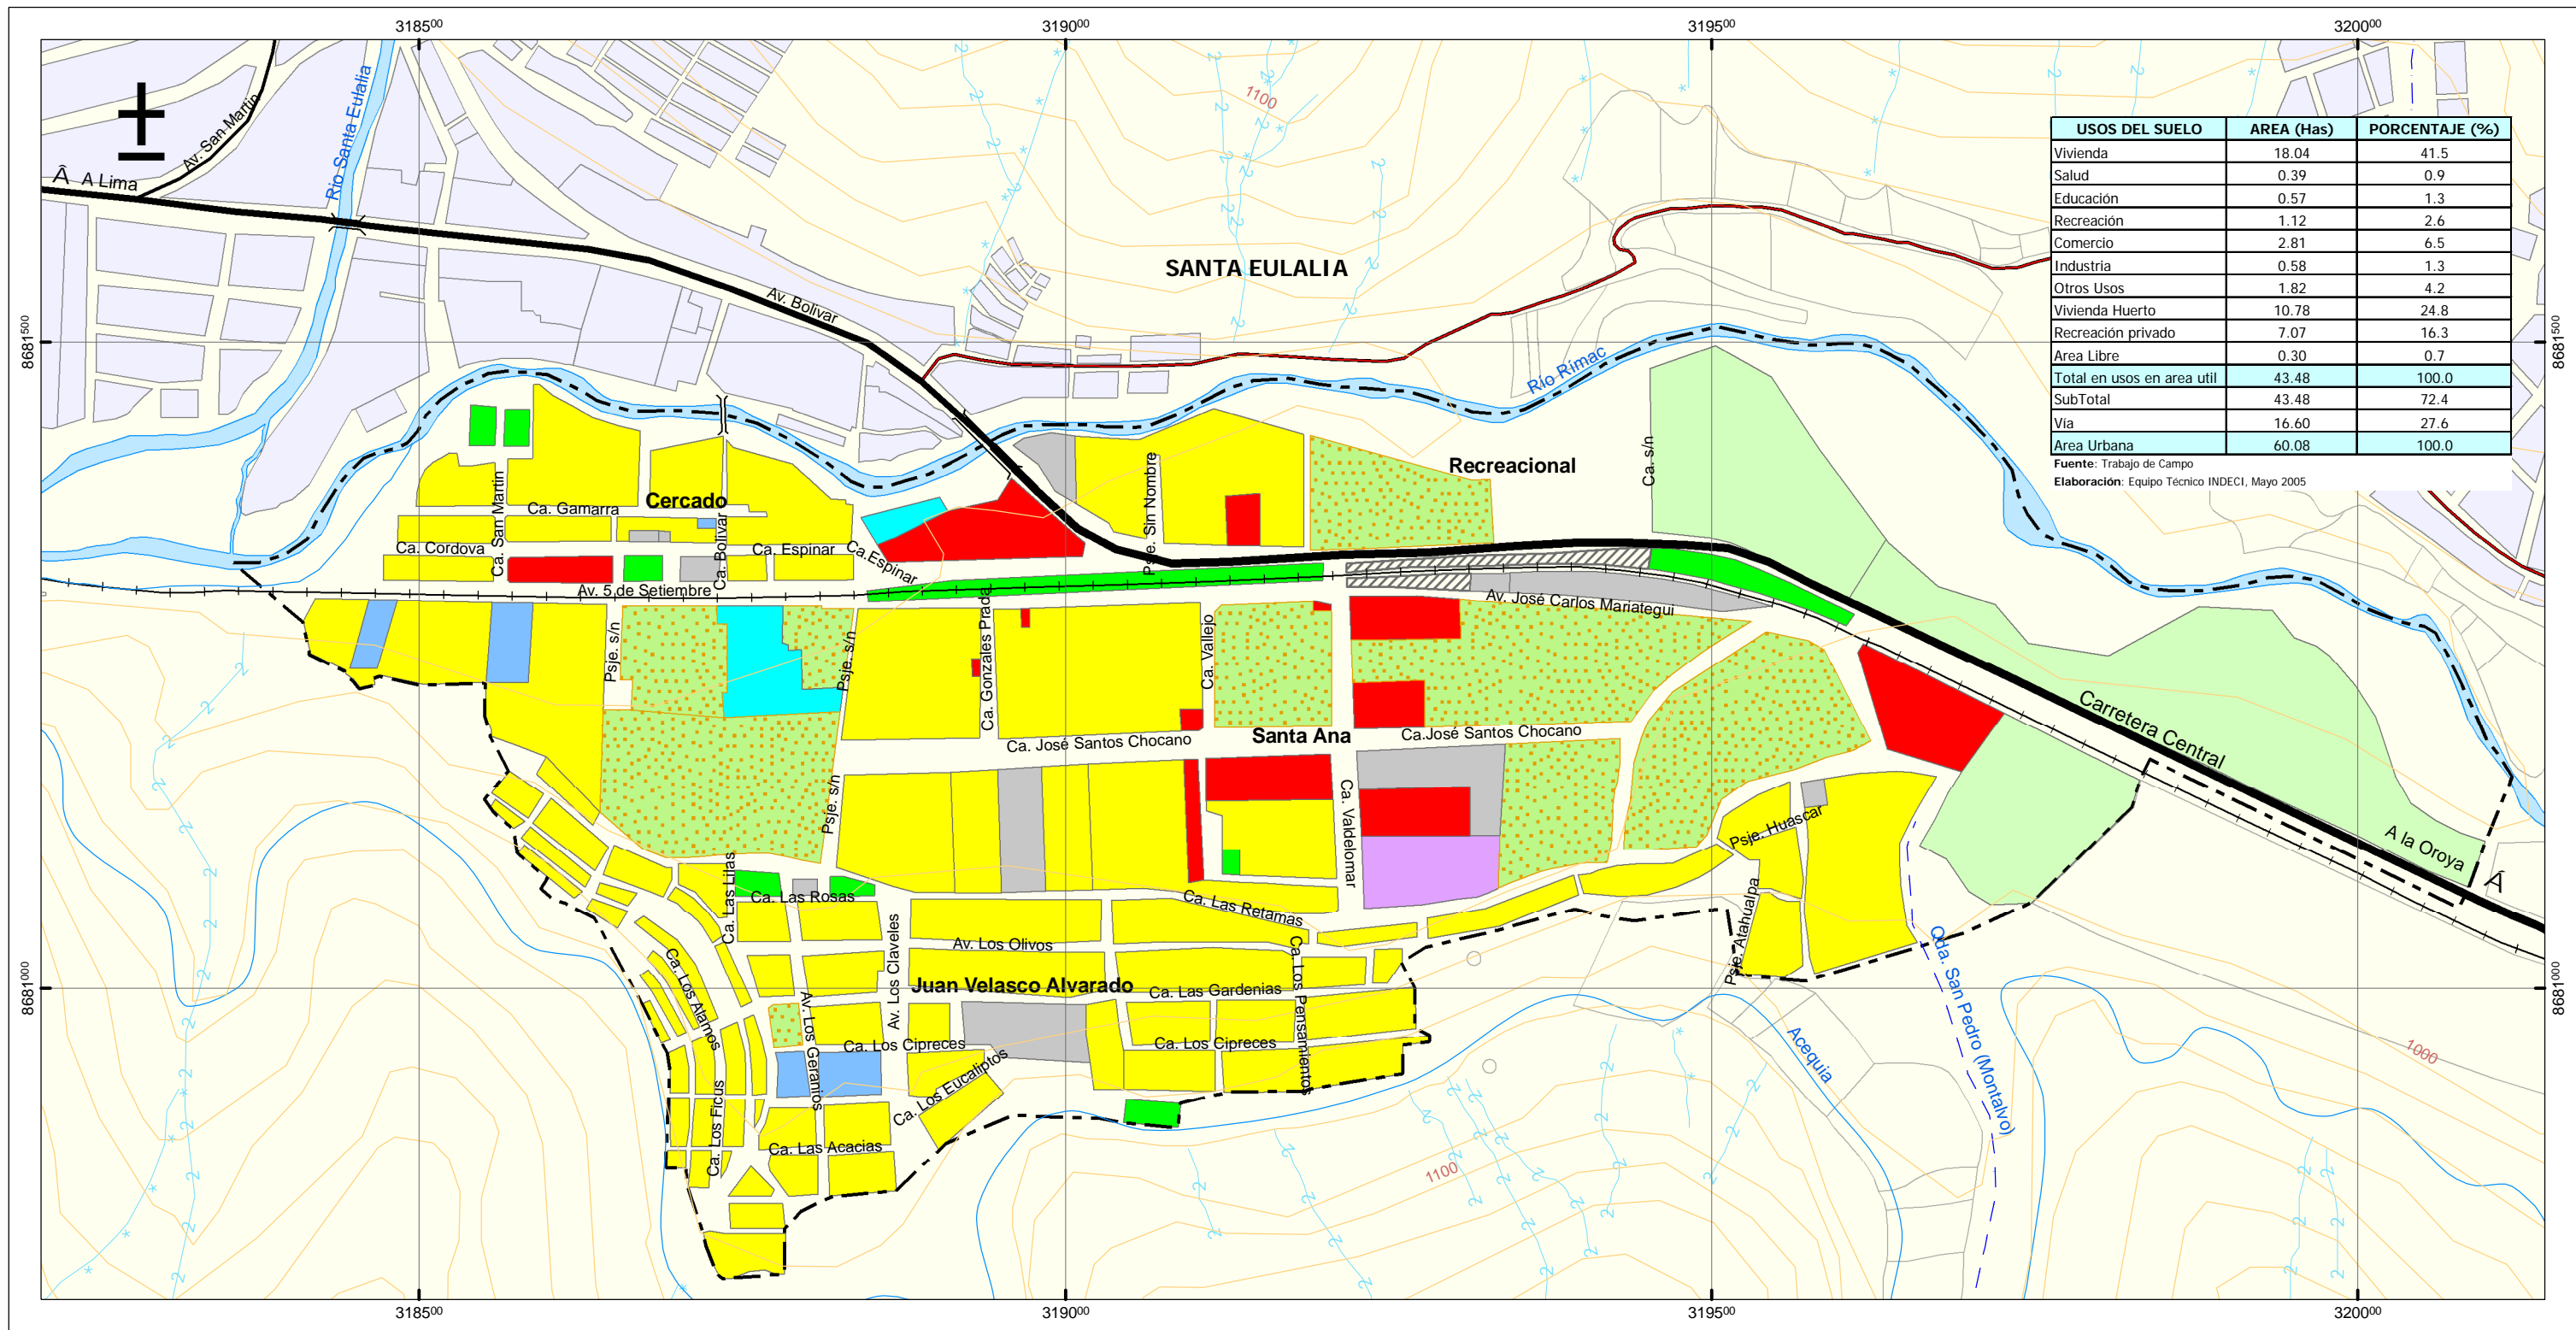 3185⁰⁰
3190⁰⁰
3195⁰⁰
3200⁰⁰
Av. San Martin
Rio Santa Eulalia
Â A Lima
1100
SANTA EULALIA
Av. Bolivar
USOS DEL SUELO AREA (Has) PORCENTAJE (%)
Vivienda 18.04 41.5
Salud 0.39 0.9
Educación 0.57 1.3
Recreación 1.12 2.6
Comercio 2.81 6.5
Industria 0.58 1.3
Otros Usos 1.82 4.2
Vivienda Huerto 10.78 24.8
Recreación privado 7.07 16.3
Area Libre 0.30 0.7
Total en usos en area util 43.48 100.0
SubTotal 43.48 72.4
Vía 16.60 27.6
Area Urbana 60.08 100.0
Fuente: Trabajo de Campo
Elaboración: Equipo Técnico INDECI, Mayo 2005
8681500
8681500
Río Rímac
Recreacional
Ca. s/n
Cercado
Ca. Gamarra
Ca. San Martin
Ca. Bolivar
Ca. Cordova
Ca. Espinar
Ca.Espinar
Psje. Sin Nombre
Av. 5 de Setiembre
Av. José Carlos Mariategui
Psje. s/n
Psje. s/n
Ca. Gonzales Prada
Ca. Vallejo
Ca. José Santos Chocano
Santa Ana
Ca.José Santos Chocano
Carretera Central
A la Oroya
Â
Psje. s/n
Ca. Valdelomar
Psje. Huascar
Ca. Las Lilas
Ca. Las Rosas
Ca. Las Retamas
Psje. Atahualpa
Av. Los Claveles
Av. Los Olivos
Ca. Los Pensamientos
Ca. Los Alamos
Juan Velasco Alvarado
Ca. Las Gardenias
Qda. San Pedro (Montalvo)
8681000
8681000
Av. Los Geranios
Ca. Los Cipreces
Ca. Los Cipreces
Acequia
1000
Ca. Los Eucaliptos
Ca. Los Ficus
Ca. Las Acacias
1100
3185⁰⁰
3190⁰⁰
3195⁰⁰
3200⁰⁰